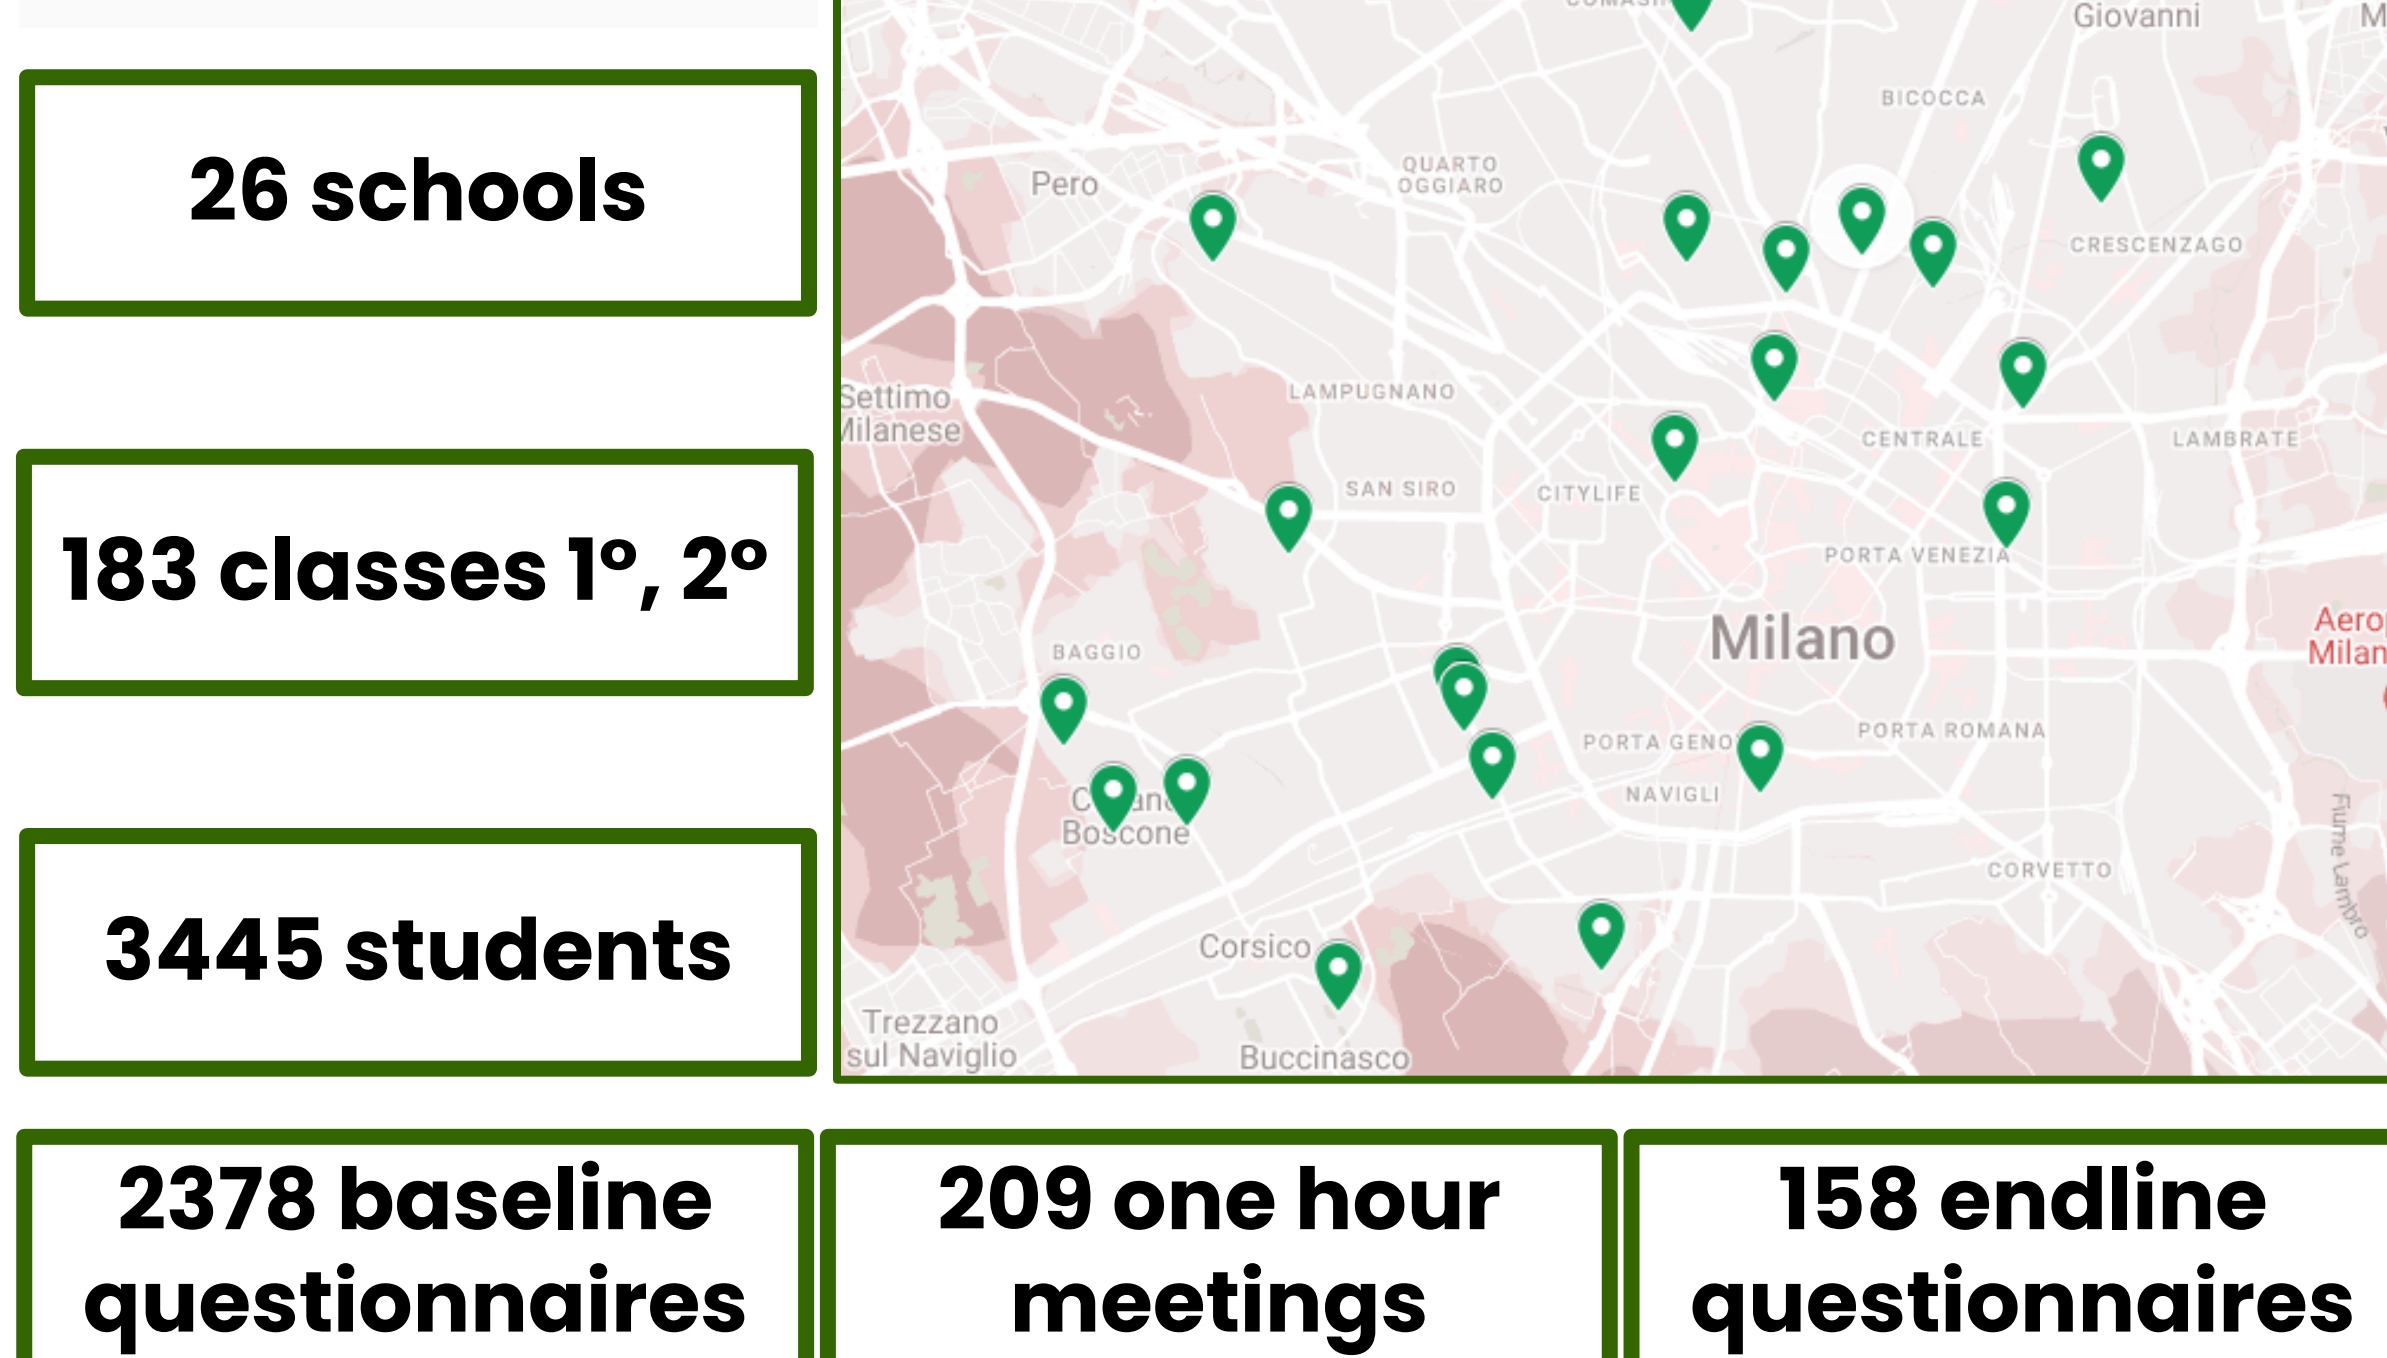 26 schools
183 classes 1°, 2°
3445 students
Giovanni
BICOCCA
QUARTO
OGGIARO
Pero
CRESCENZAGO
Settimo
Milanese
LAMPUGNANO
CENTRALE
LAMBRATE
SAN SIRO
CITYLIFE
PORTA VENEZIA
Milano
BAGGIO
PORTA GENO
PORTA ROMANA
NAVIGLI
Boscone
CORVETTO
Fiume Lambro
Corsico
Trezzano
sul Naviglio
Buccinasco
2378 baseline
questionnaires
209 one hour
meetings
158 endline
questionnaires